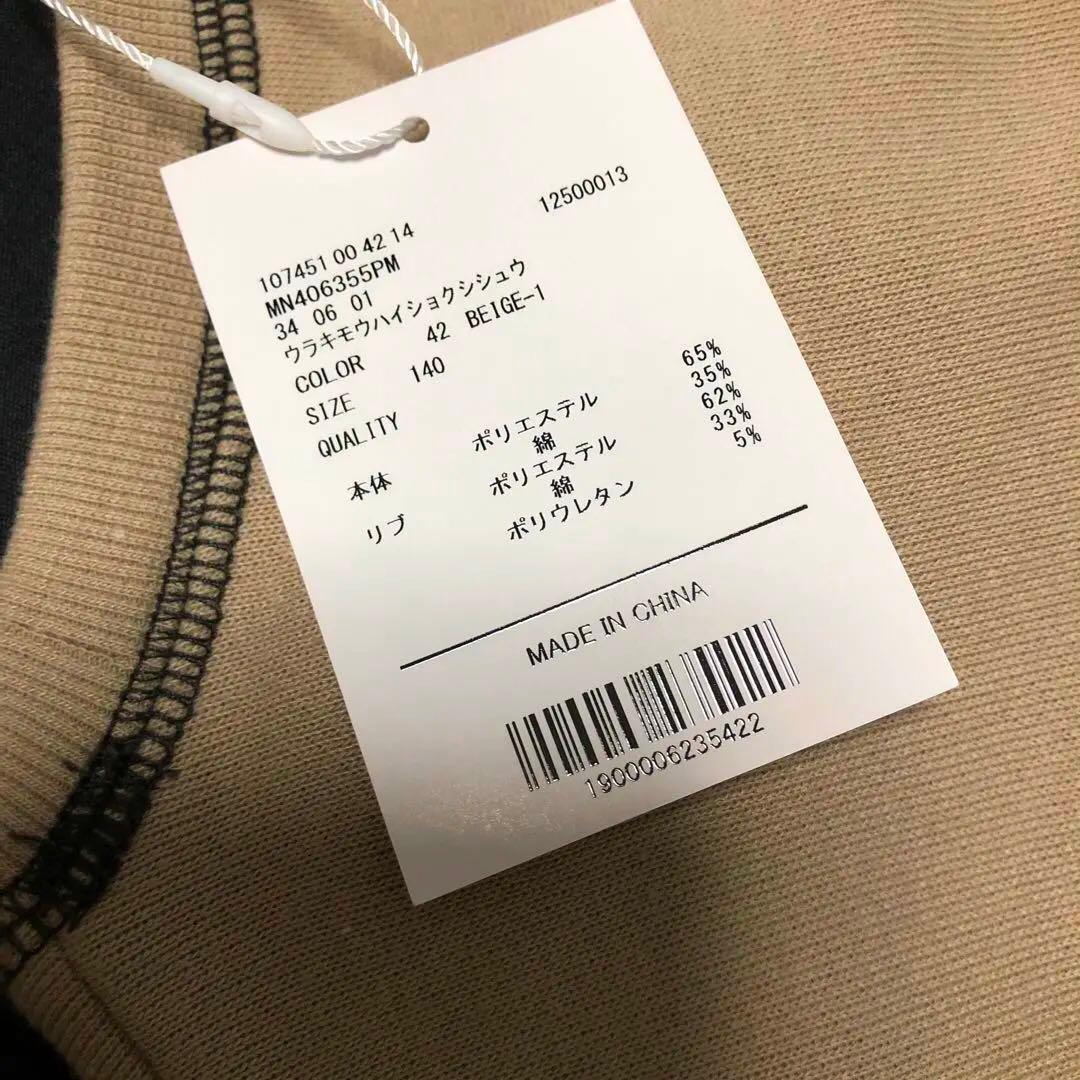 12500013
107451 00 42 14
MN406355PM
34 06 01
ウラキモウハイショクシシュウ
COLOR 42 BEIGE-1
SIZE 140
QUALITY
本体 ポリエステル 65%
綿 35%
リブ ポリエステル 62%
綿 33%
ポリウレタン 5%
MADE IN CHINA
1900006235422